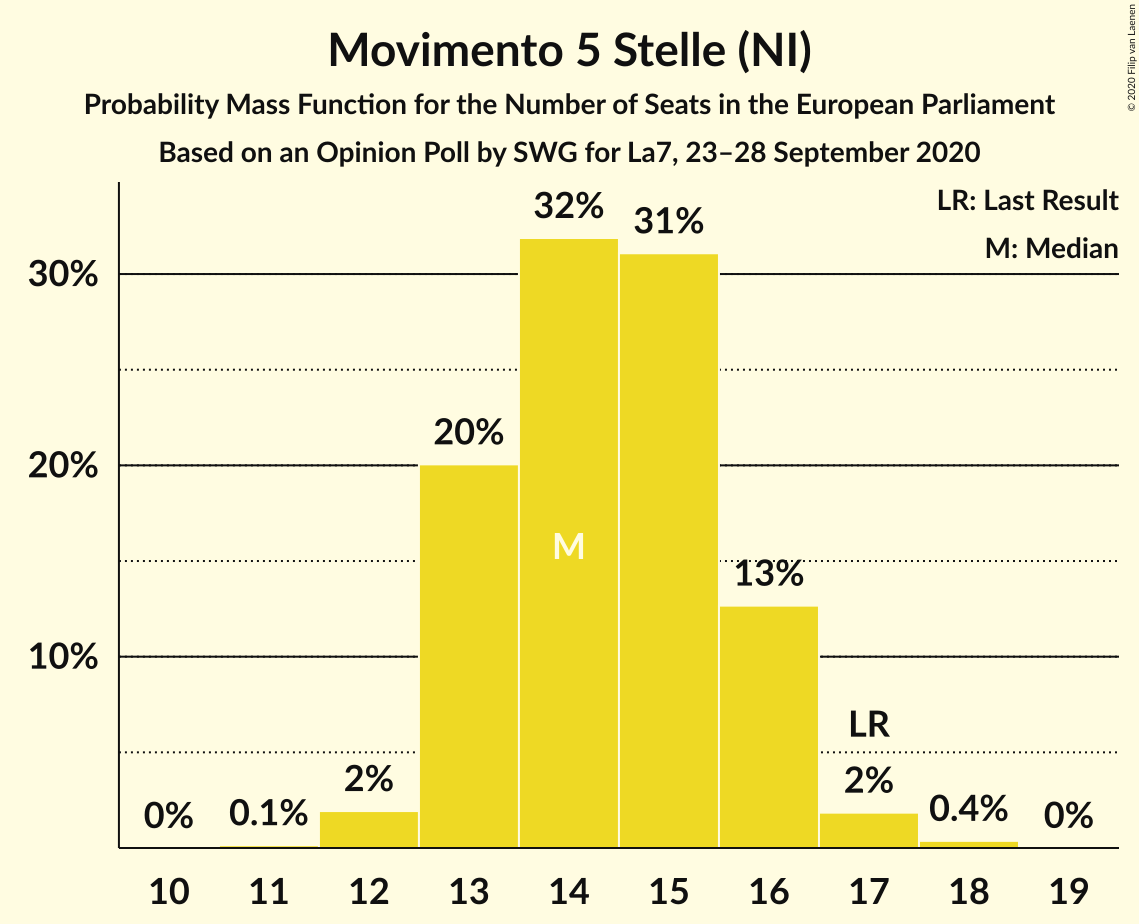 Movimento 5 Stelle (NI)
Probability Mass Function for the Number of Seats in the European Parliament
Based on an Opinion Poll by SWG for La7, 23–28 September 2020
© 2020 Filip van Laenen
LR: Last Result
M: Median
30%
20%
10%
0%
0.1%
2%
20%
32%
M
31%
13%
LR
2%
0.4%
0%
10 11 12 13 14 15 16 17 18 19